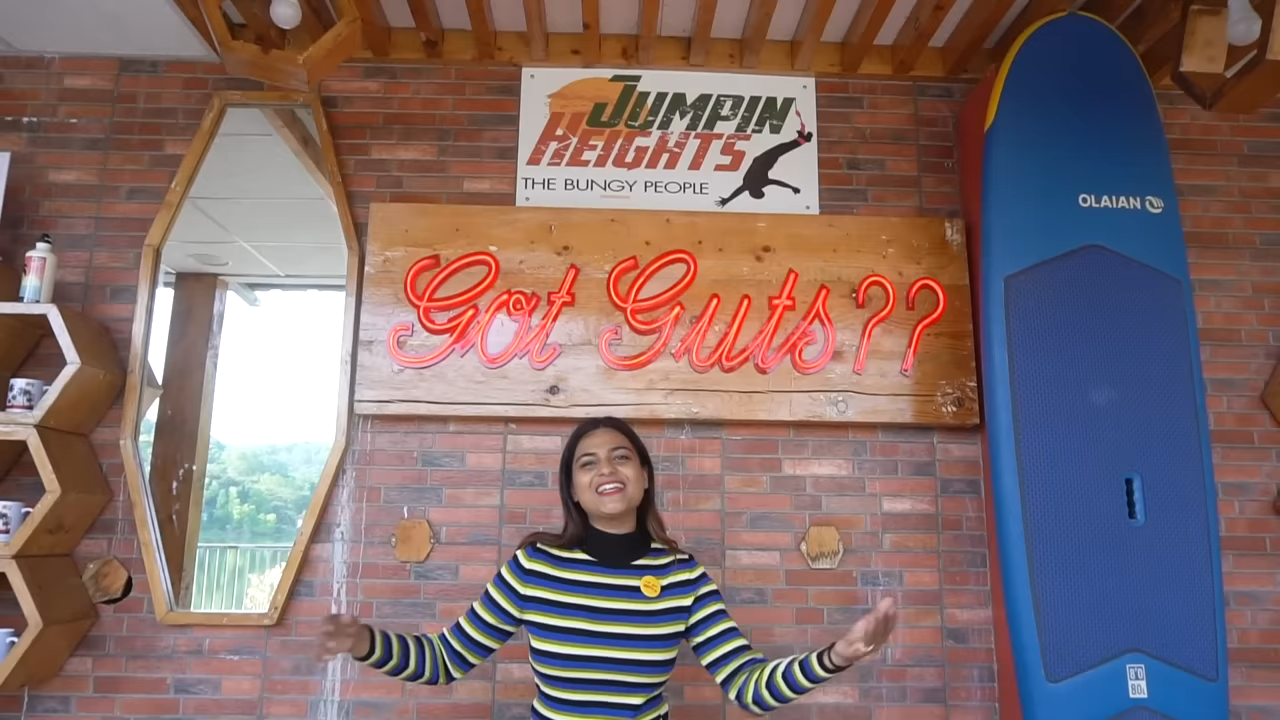 JUMPIN
HEIGHTS
THE BUNGY PEOPLE
Got Guts??
OLAIAN